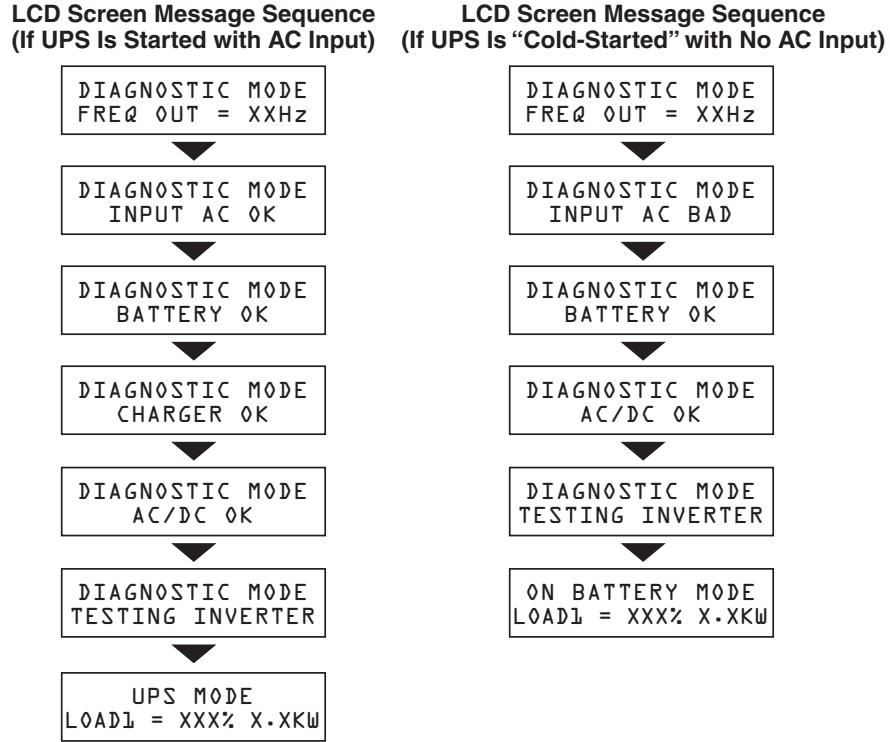 LCD Screen Message Sequence
(If UPS Is Started with AC Input)
DIAGNOSTIC MODE
FREQ OUT = XXHz
DIAGNOSTIC MODE
INPUT AC OK
DIAGNOSTIC MODE
BATTERY OK
DIAGNOSTIC MODE
CHARGER OK
DIAGNOSTIC MODE
AC/DC OK
DIAGNOSTIC MODE
TESTING INVERTER
UPS MODE
LOAD1 = XXX% X.XKW
LCD Screen Message Sequence
(If UPS Is “Cold-Started” with No AC Input)
DIAGNOSTIC MODE
FREQ OUT = XXHz
DIAGNOSTIC MODE
INPUT AC BAD
DIAGNOSTIC MODE
BATTERY OK
DIAGNOSTIC MODE
AC/DC OK
DIAGNOSTIC MODE
TESTING INVERTER
ON BATTERY MODE
LOAD1 = XXX% X.XKW